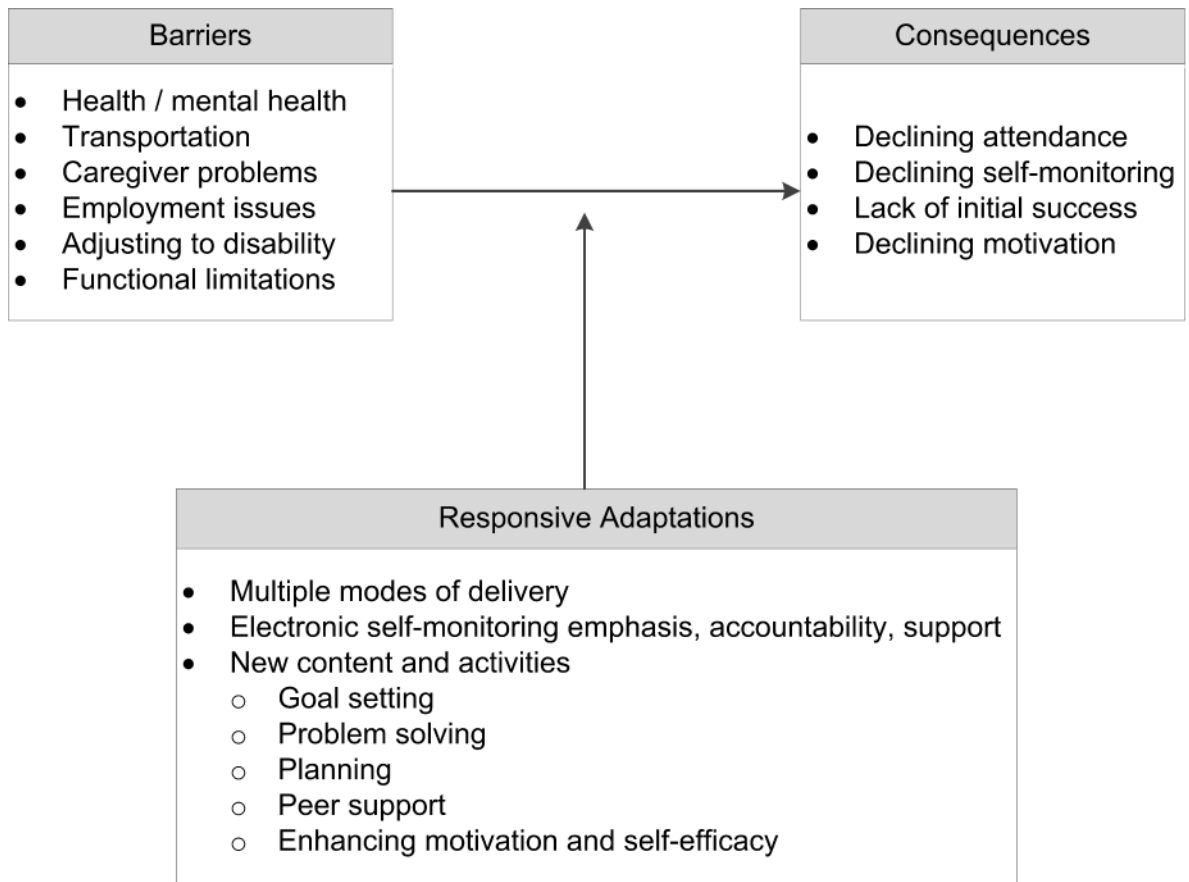 Barriers
• Health / mental health
• Transportation
• Caregiver problems
• Employment issues
• Adjusting to disability
• Functional limitations
Consequences
• Declining attendance
• Declining self-monitoring
• Lack of initial success
• Declining motivation
Responsive Adaptations
• Multiple modes of delivery
• Electronic self-monitoring emphasis, accountability, support
• New content and activities
o Goal setting
o Problem solving
o Planning
o Peer support
o Enhancing motivation and self-efficacy